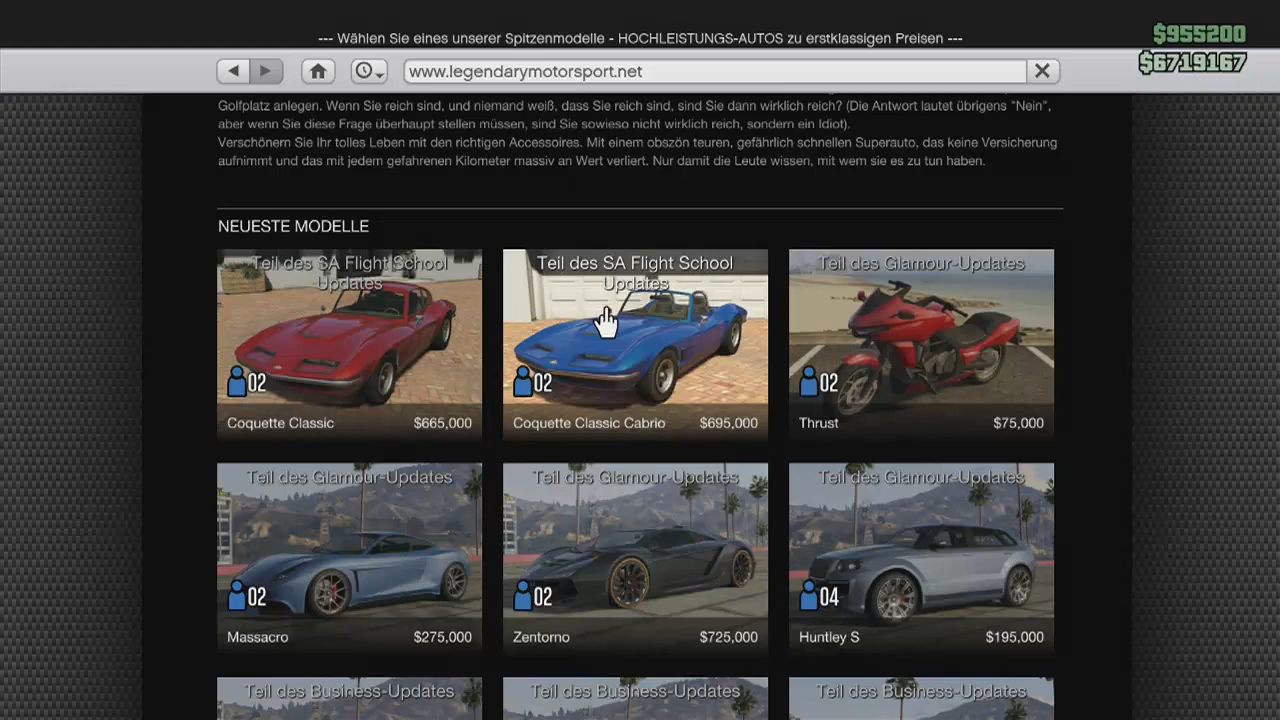 --- Wählen Sie eines unserer Spitzenmodelle - HOCHLEISTUNGS-AUTOS zu erstklassigen Preisen ---
$955200
$6719167
www.legendarymotorsport.net
Golfplatz anlegen. Wenn Sie reich sind, und niemand weiß, dass Sie reich sind, sind Sie dann wirklich reich? (Die Antwort lautet übrigens "Nein",
aber wenn Sie diese Frage überhaupt stellen müssen, sind Sie sowieso nicht wirklich reich, sondern ein Idiot).
Verschönern Sie Ihr tolles Leben mit den richtigen Accessoires. Mit einem obszön teuren, gefährlich schnellen Superauto, das keine Versicherung
aufnimmt und das mit jedem gefahrenen Kilometer massiv an Wert verliert. Nur damit die Leute wissen, mit wem sie es zu tun haben.
NEUESTE MODELLE
Teil des SA Flight School
Updates
02
Coquette Classic $665,000
Teil des SA Flight School
Updates
02
Coquette Classic Cabrio $695,000
Teil des Glamour-Updates
02
Thrust $75,000
Teil des Glamour-Updates
02
Massacro $275,000
Teil des Glamour-Updates
02
Zentorno $725,000
Teil des Glamour-Updates
04
Huntley S $195,000
Teil des Business-Updates
Teil des Business-Updates
Teil des Business-Updates